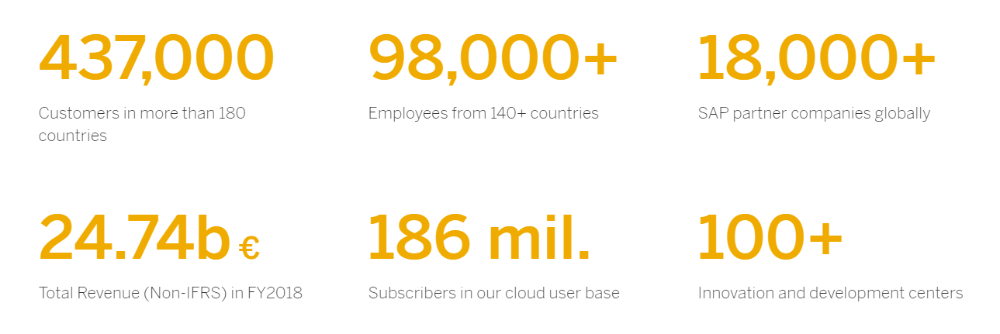 437,000
98,000+
18,000+
Customers in more than 180
countries
Employees from 140+ countries
SAP partner companies globally
24.74b €
186 mil.
100+
Total Revenue (Non-IFRS) in FY2018
Subscribers in our cloud user base
Innovation and development centers